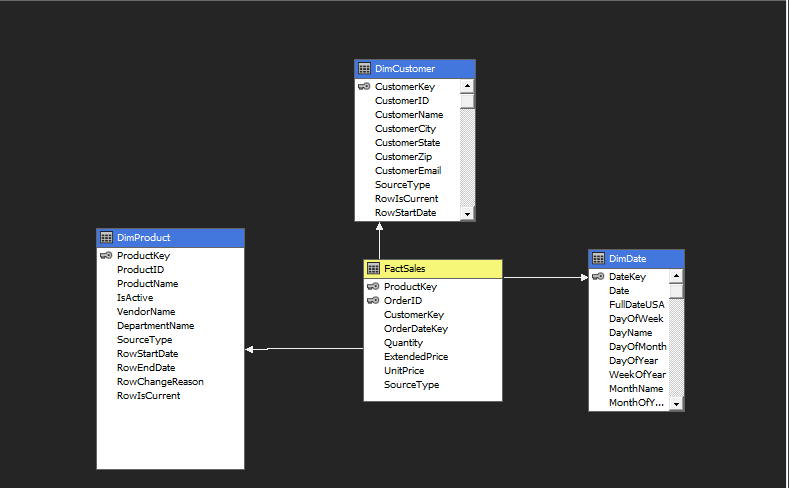 DimCustomer
CustomerKey
CustomerID
CustomerName
CustomerCity
CustomerState
CustomerZip
CustomerEmail
SourceType
RowIsCurrent
RowStartDate
DimProduct
ProductKey
ProductID
ProductName
IsActive
VendorName
DepartmentName
SourceType
RowStartDate
RowEndDate
RowChangeReason
RowIsCurrent
FactSales
ProductKey
OrderID
CustomerKey
OrderDateKey
Quantity
ExtendedPrice
UnitPrice
SourceType
DimDate
DateKey
Date
FullDateUSA
DayOfWeek
DayName
DayOfMonth
DayOfYear
WeekOfYear
MonthName
MonthOfY...